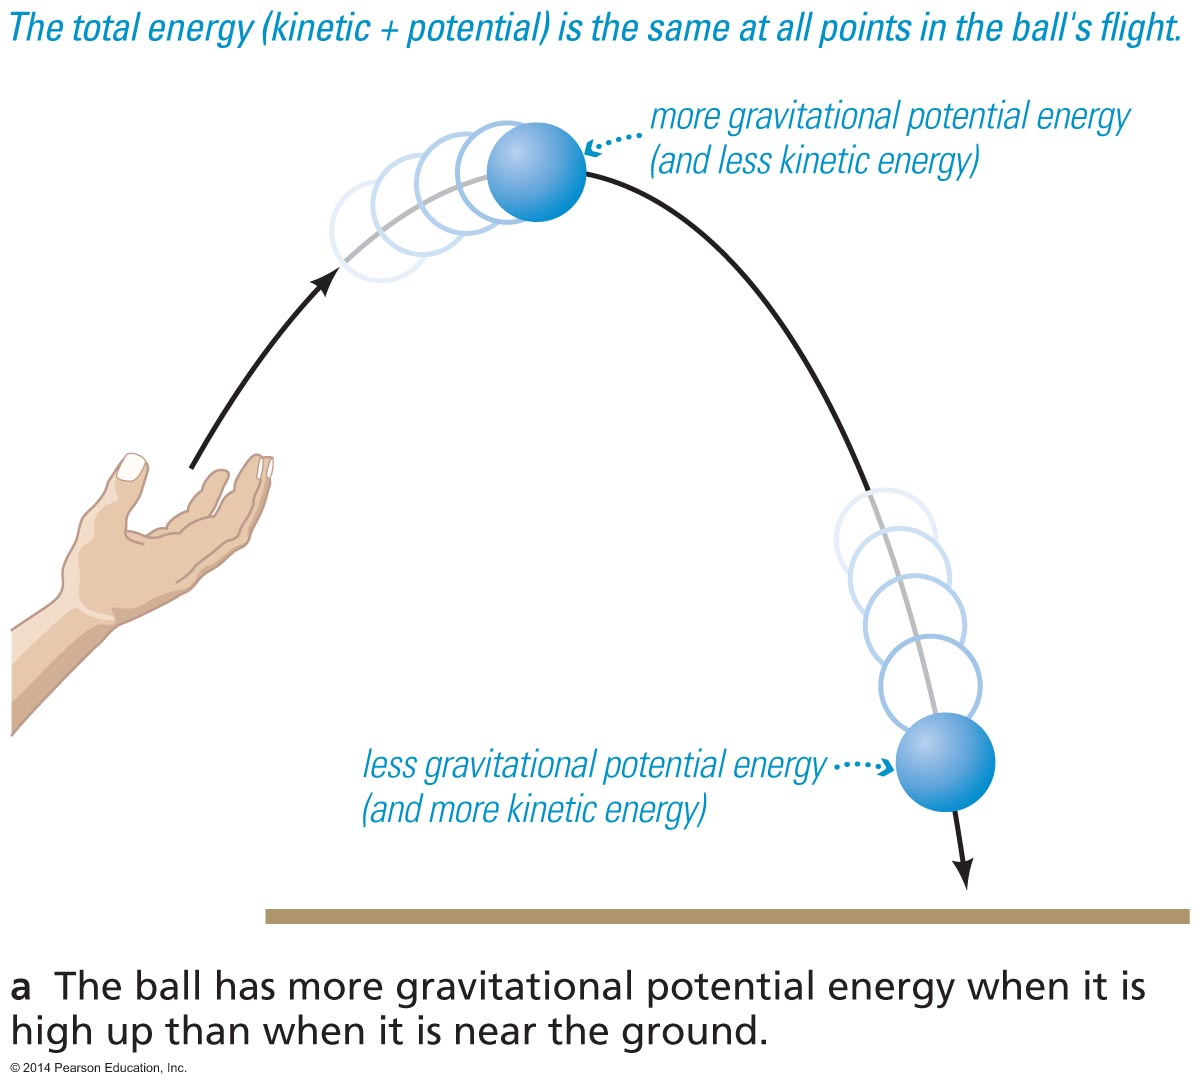 The total energy (kinetic + potential) is the same at all points in the ball's flight.
more gravitational potential energy
(and less kinetic energy)
less gravitational potential energy
(and more kinetic energy)
a The ball has more gravitational potential energy when it is
high up than when it is near the ground.
© 2014 Pearson Education, Inc.